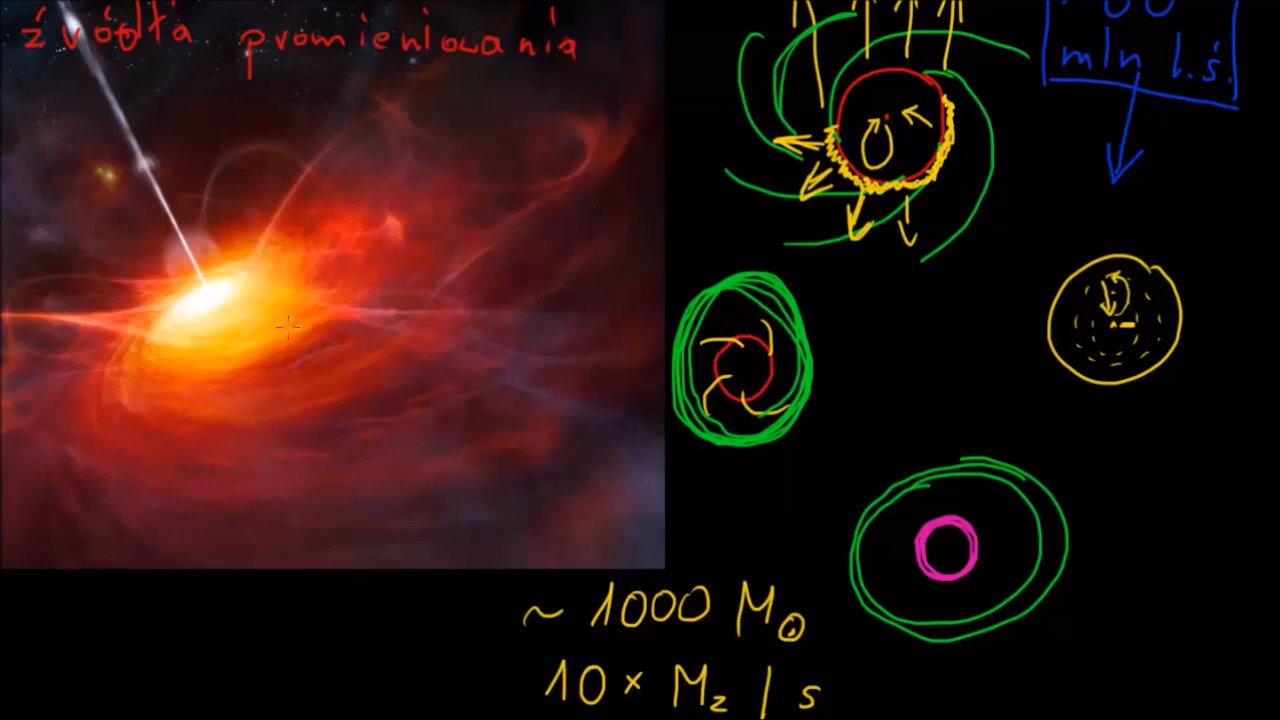 źródła promieniowania
mln l.ś.
~ 1000 M☉
10 × Mz / s